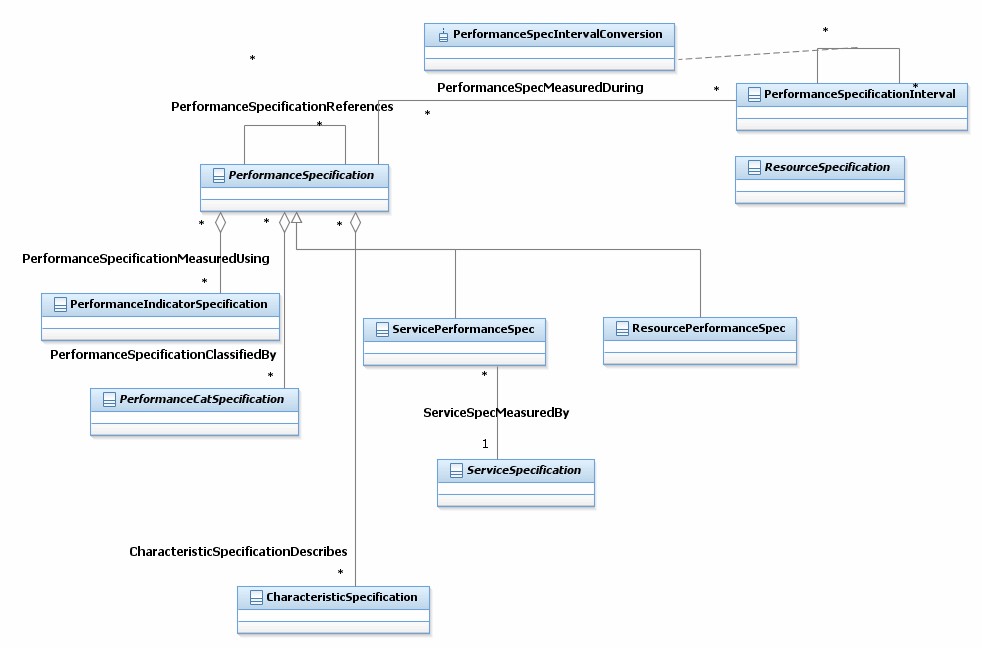 PerformanceSpecIntervalConversion
*
*
PerformanceSpecMeasuredDuring
*
PerformanceSpecificationInterval
*
PerformanceSpecificationReferences
*
*
ResourceSpecification
PerformanceSpecification
*
*
*
PerformanceSpecificationMeasuredUsing
*
PerformanceIndicatorSpecification
ServicePerformanceSpec
ResourcePerformanceSpec
PerformanceSpecificationClassifiedBy
*
*
PerformanceCatSpecification
ServiceSpecMeasuredBy
1
ServiceSpecification
CharacteristicSpecificationDescribes
*
CharacteristicSpecification